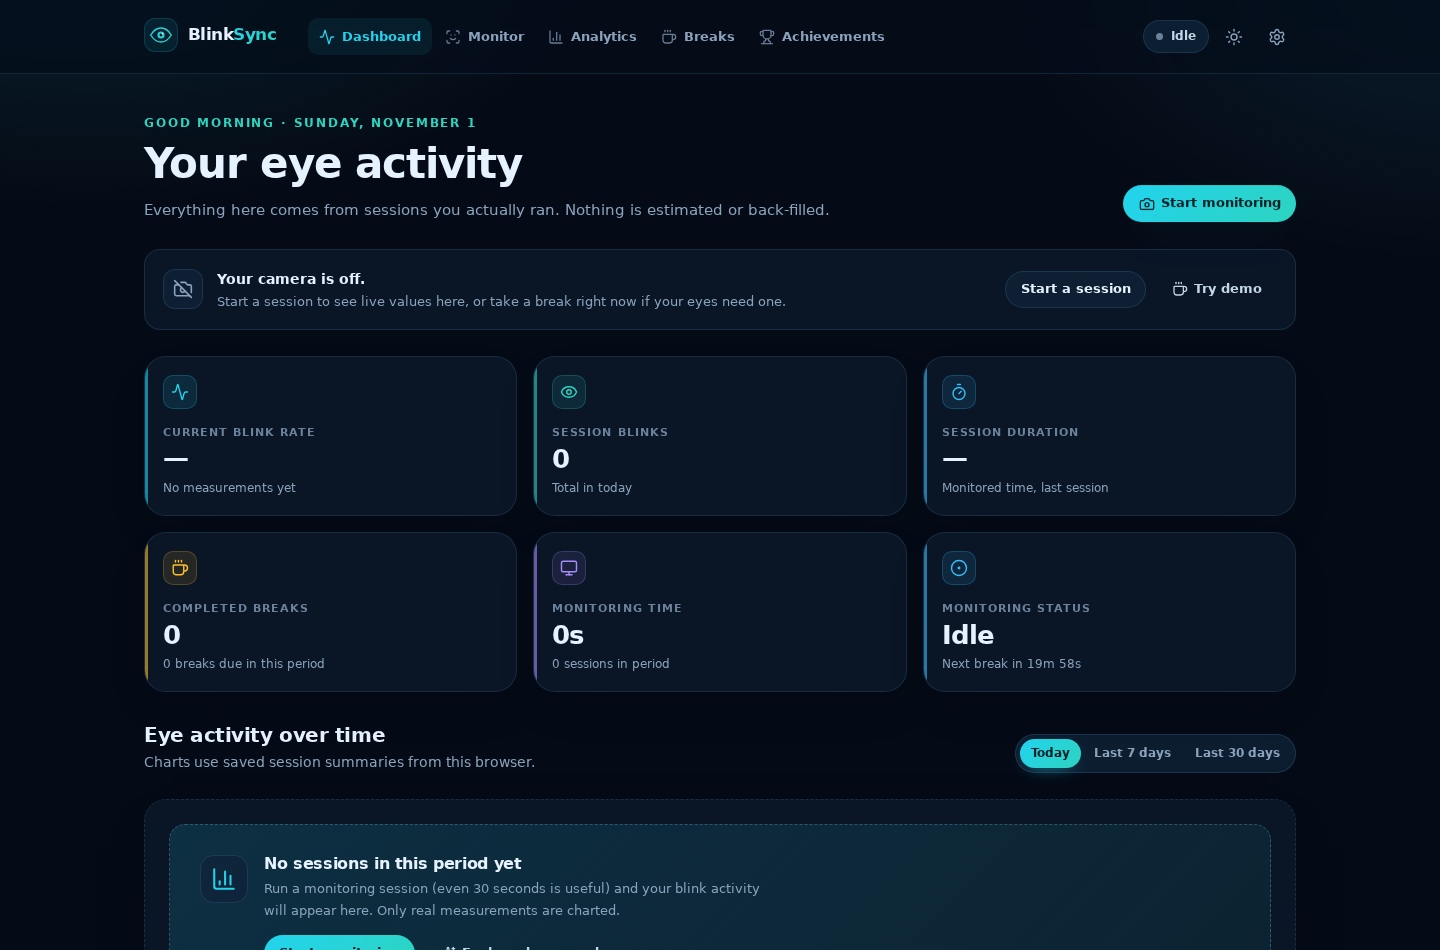 BlinkSync
Dashboard
Monitor
Analytics
Breaks
Achievements
Idle
GOOD MORNING · SUNDAY, NOVEMBER 1
Your eye activity
Everything here comes from sessions you actually ran. Nothing is estimated or back-filled.
Start monitoring
Your camera is off.
Start a session to see live values here, or take a break right now if your eyes need one.
Start a session
Try demo
CURRENT BLINK RATE
—
No measurements yet
SESSION BLINKS
0
Total in today
SESSION DURATION
—
Monitored time, last session
COMPLETED BREAKS
0
0 breaks due in this period
MONITORING TIME
0s
0 sessions in period
MONITORING STATUS
Idle
Next break in 19m 58s
Eye activity over time
Charts use saved session summaries from this browser.
Today
Last 7 days
Last 30 days
No sessions in this period yet
Run a monitoring session (even 30 seconds is useful) and your blink activity
will appear here. Only real measurements are charted.